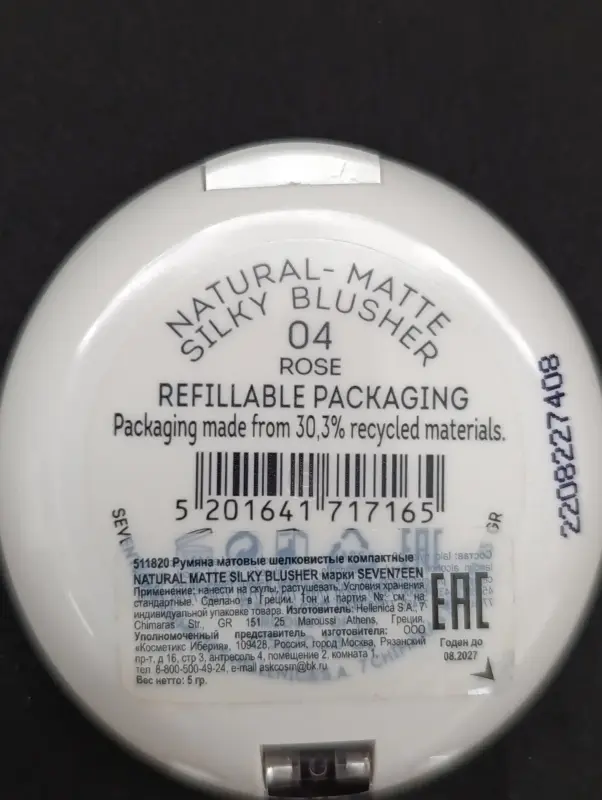 NATURAL- MATTE
SILKY BLUSHER
04
ROSE
REFILLABLE PACKAGING
Packaging made from 30,3% recycled materials.
2208227408
5 201641 717165
SEVEN
GR
511820 Румяна матовые шелковистые компактные
NATURAL MATTE SILKY BLUSHER марки SEVEN7EEN
Применение: нанести на скулы, растушевать. Условия хранения
стандартные. Сделано в Греции. Тон и партия №: см. на
индивидуальной упаковке товара. Изготовитель: Hellenica S.A., 7
Chimaras Str., GR 151 25 Maroussi Athens, Греция.
Уполномоченный представитель изготовителя: ООО
«Косметикс Иберия», 109428, Россия, город Москва, Рязанский
пр-т, д 16, стр 3, антресоль 4, помещение 2, комната 1,
тел 8-800-500-49-24, e-mail askcosm@bk.ru
Вес нетто: 5 гр.
EAC
Годен до
08.2027